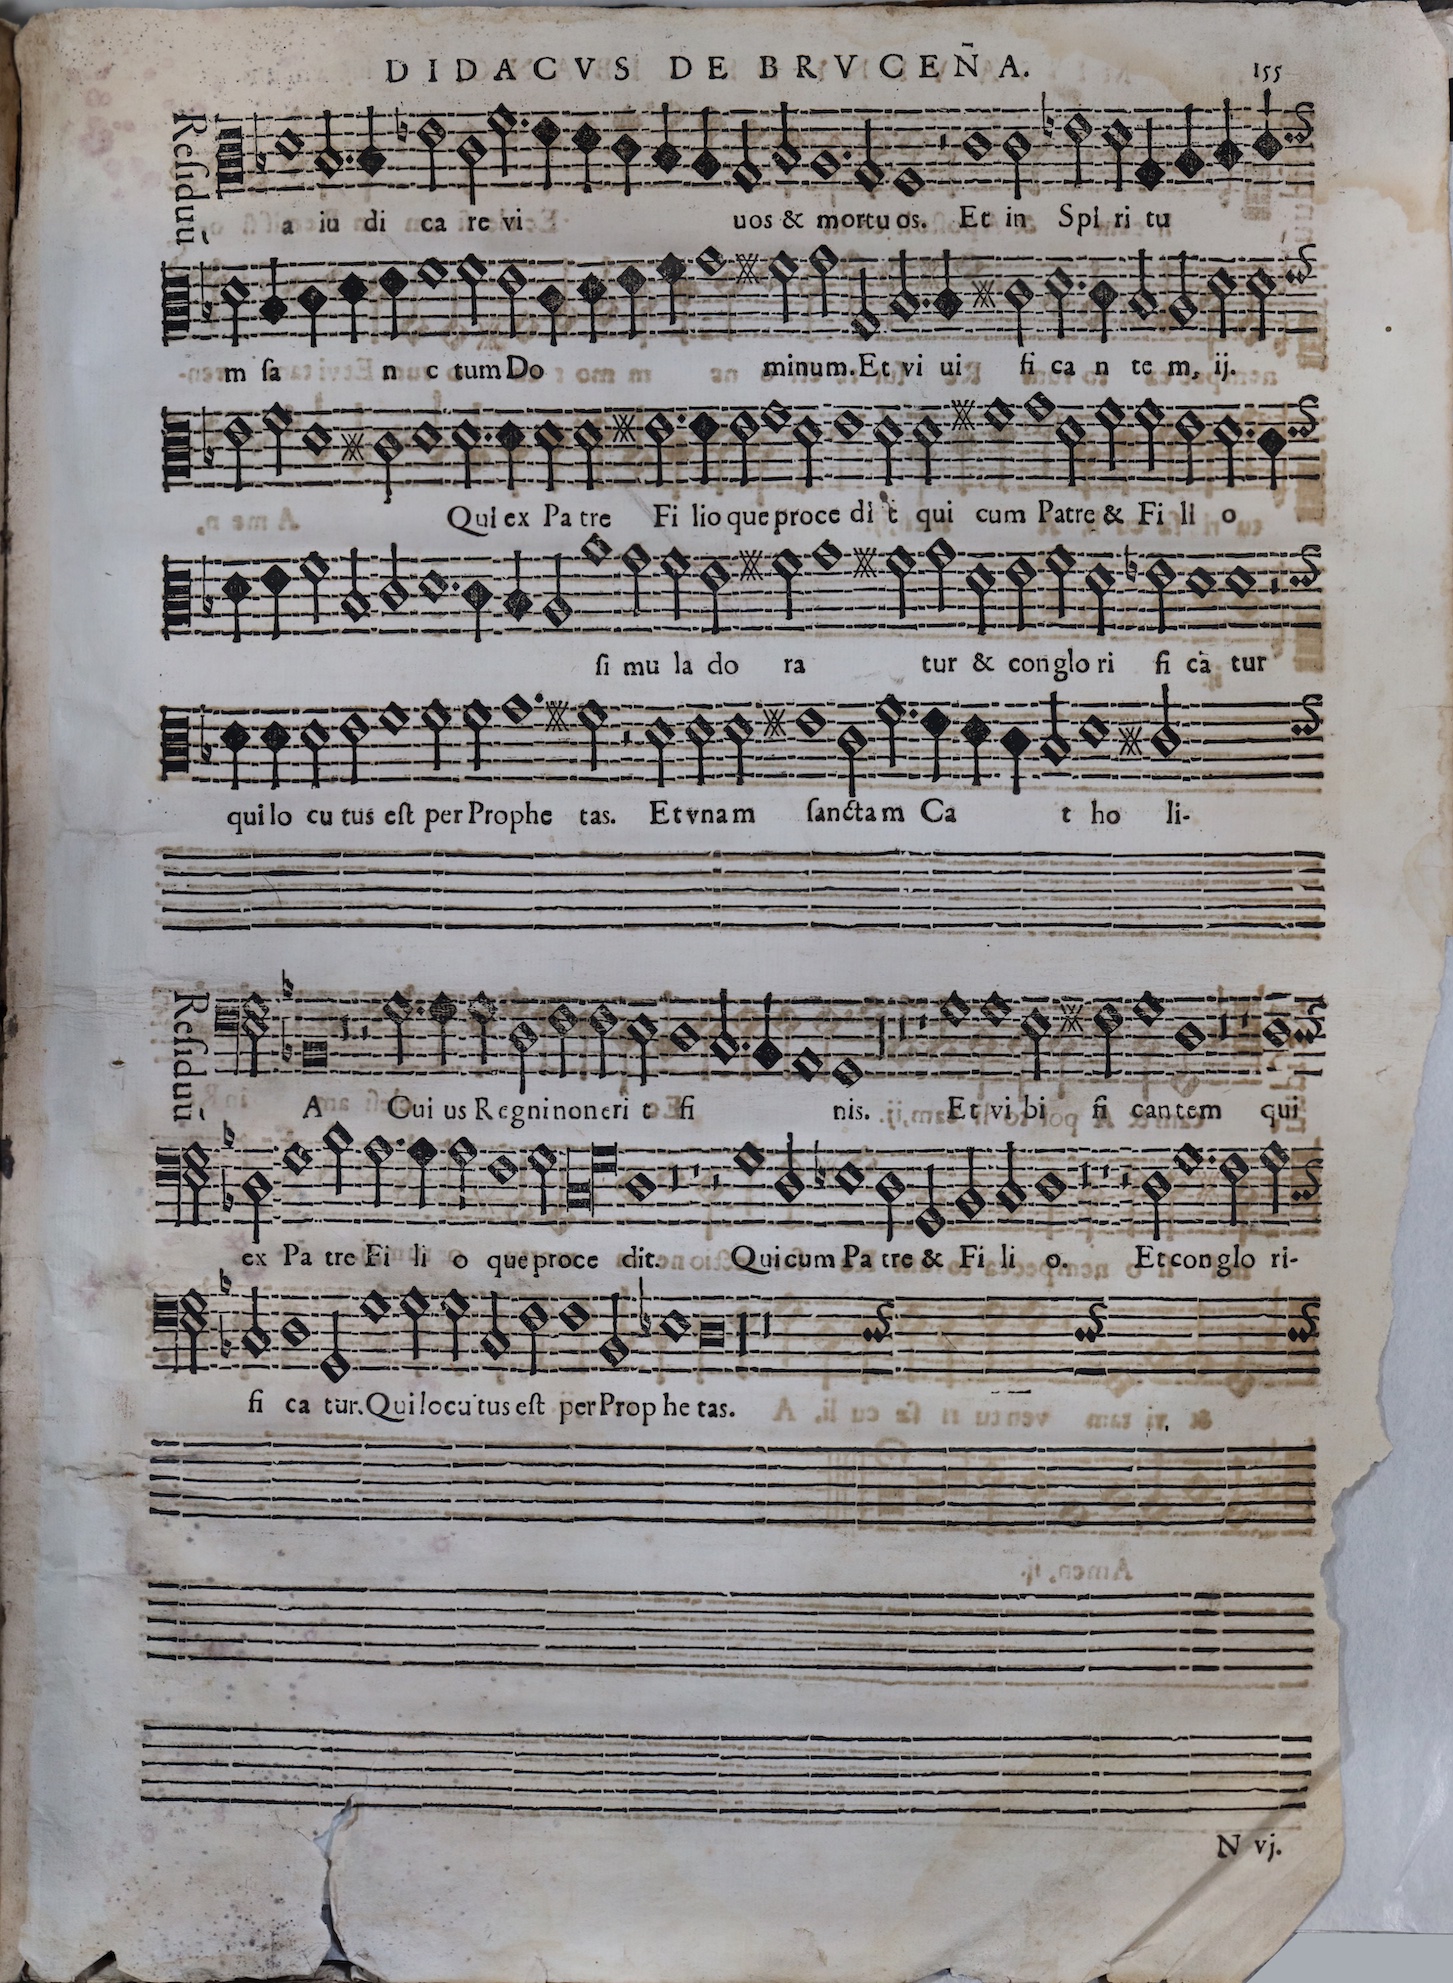 DIDACVS DE BRVCEÑA. 155
Reſiduū
a iu di ca re vi uos & mortuos. Et in Spi ri tu
m ſa n c tum Do minum. Et vi ui fi ca n te m, ij.
Qui ex Pa tre Fi lio que proce di t qui cum Patre & Fi li o
ſi mu la do ra tur & conglo ri fi ca tur
qui lo cu tus eſt per Prophe tas. Et vnam ſanctam Ca t ho li-
Reſiduū
A Cui us Regni non eri t fi nis. Et vi bi fi cantem qui
ex Pa tre Fi li o que proce dit. Qui cum Pa tre & Fi li o. Et conglo ri-
fi ca tur. Qui locu tus eſt per Prop he tas.
N vj.